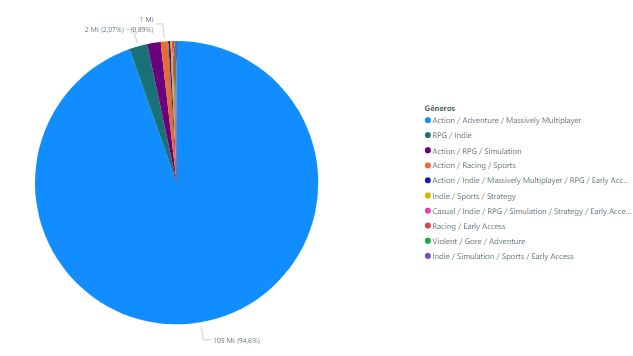 1 Mi
(0,89%)
2 Mi (2,07%)
105 Mi (94,6%)
Gêneros
Action / Adventure / Massively Multiplayer
RPG / Indie
Action / RPG / Simulation
Action / Racing / Sports
Action / Indie / Massively Multiplayer / RPG / Early Acc...
Indie / Sports / Strategy
Casual / Indie / RPG / Simulation / Strategy / Early Acce...
Racing / Early Access
Violent / Gore / Adventure
Indie / Simulation / Sports / Early Access